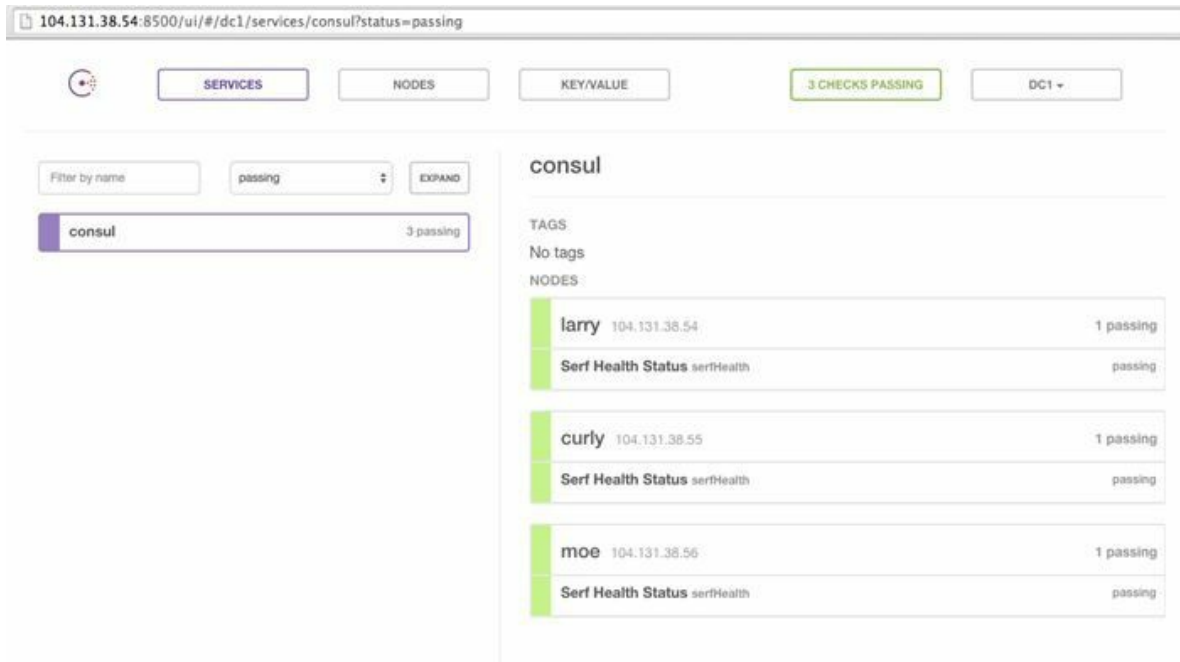 104.131.38.54:8500/ui/#/dc1/services/consul?status=passing
SERVICES NODES KEY/VALUE 3 CHECKS PASSING DC1
Filter by name passing EXPAND
consul 3 passing
consul
TAGS
No tags
NODES
larry 104.131.38.54 1 passing
Serf Health Status serfHealth passing
curly 104.131.38.55 1 passing
Serf Health Status serfHealth passing
moe 104.131.38.56 1 passing
Serf Health Status serfHealth passing